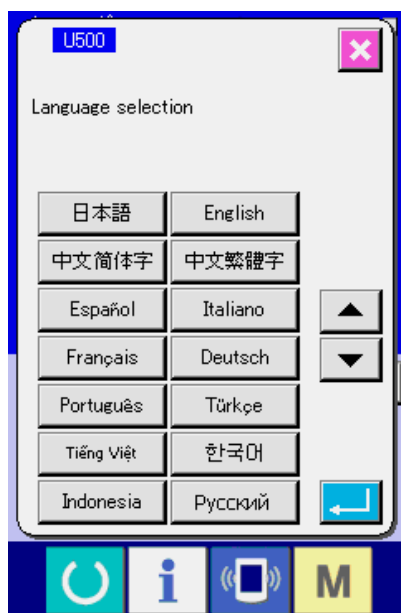 U500
Language selection
日本語 English
中文简体字 中文繁體字
Español Italiano
Français Deutsch
Português Türkçe
Tiếng Việt 한국어
Indonesia Русский
i M